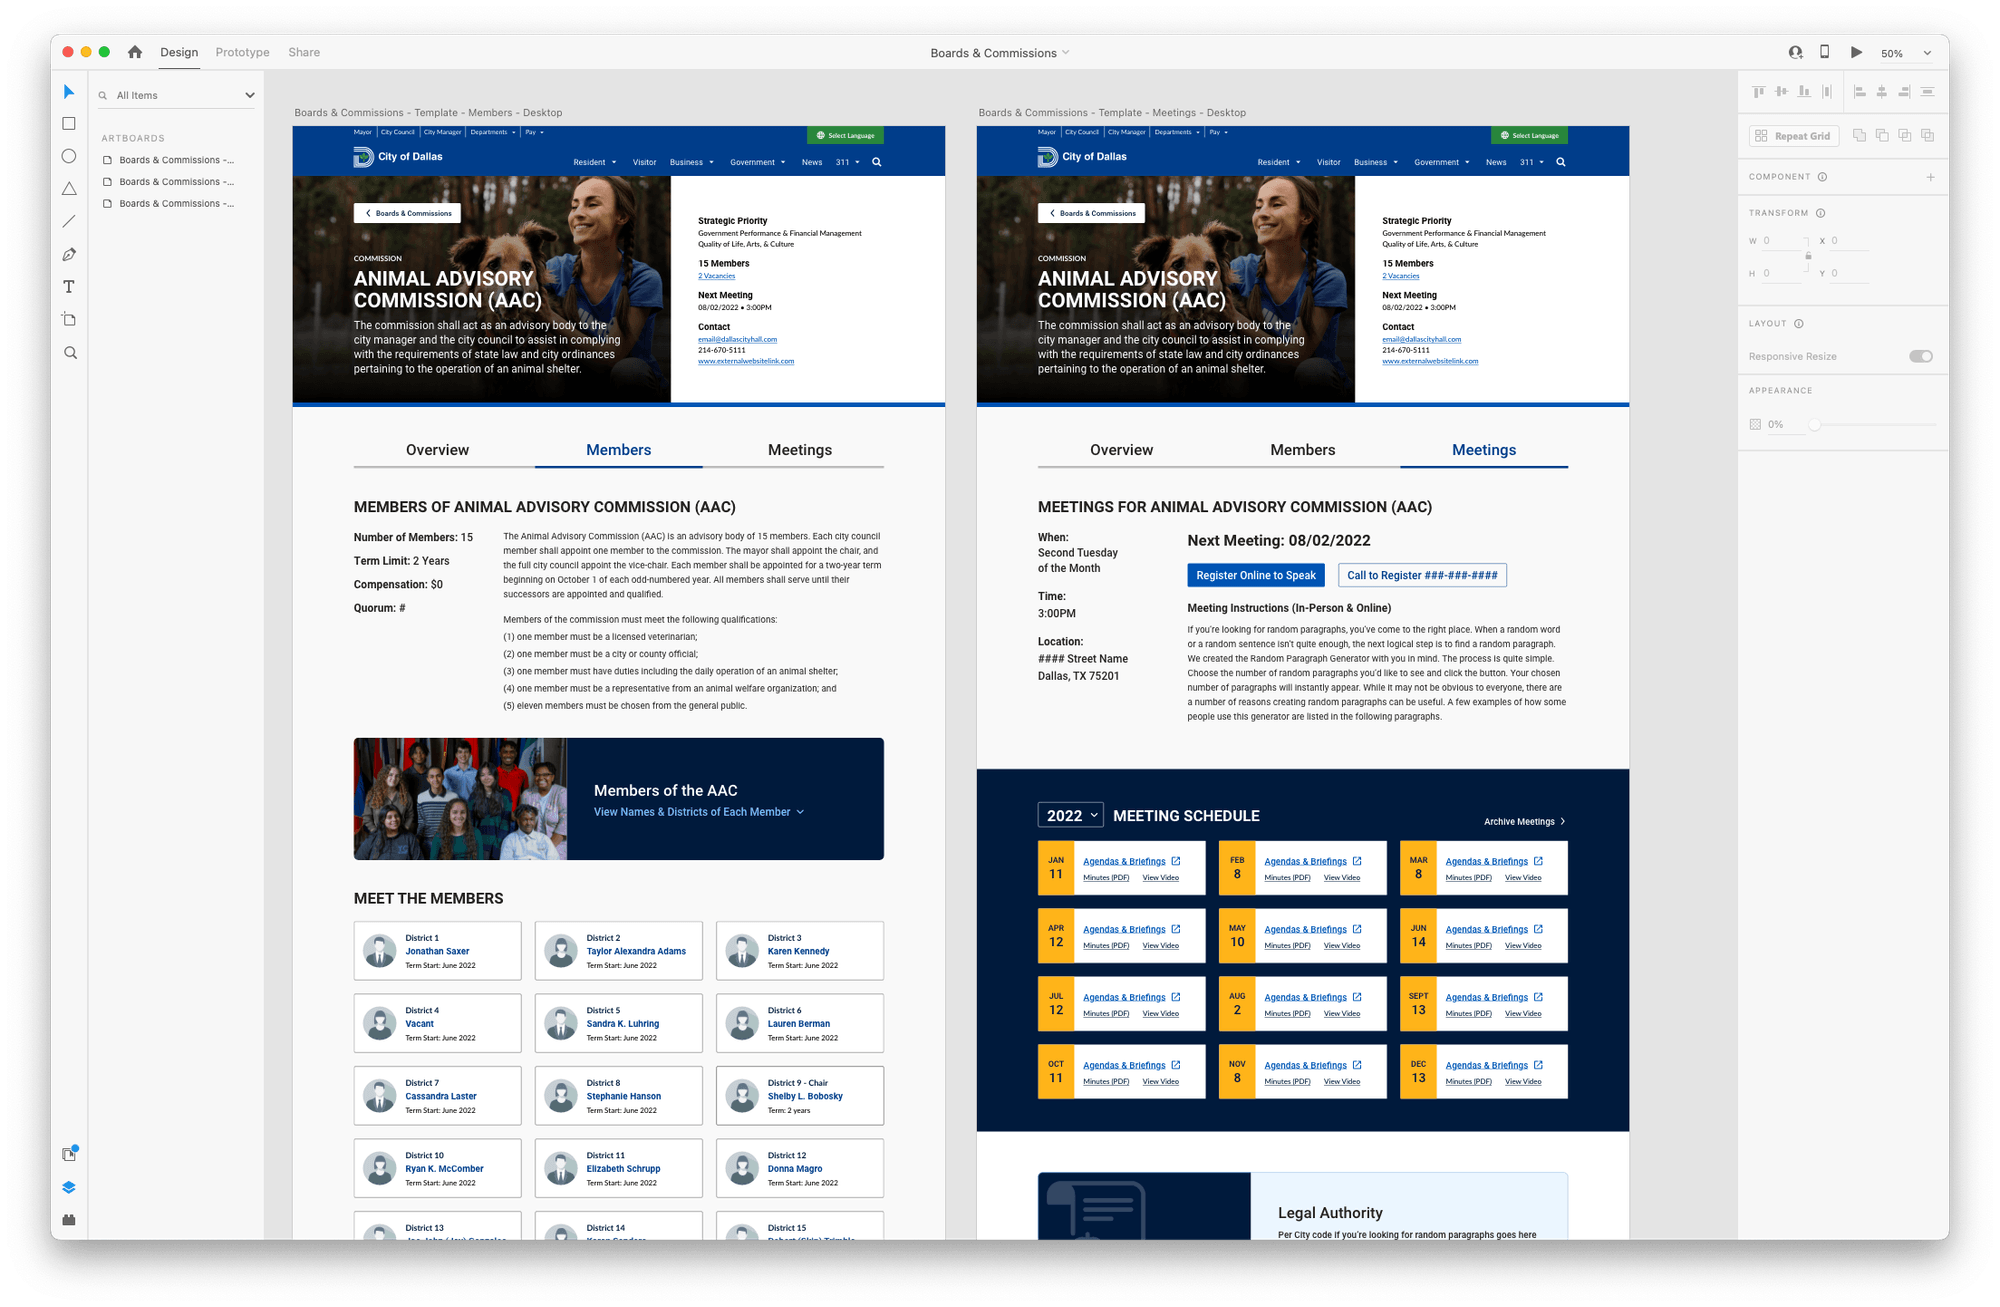 Design Prototype Share
Boards & Commissions
50%
All Items
ARTBOARDS
Boards & Commissions -...
Boards & Commissions -...
Boards & Commissions -...
Boards & Commissions - Template - Members - Desktop
Mayor City Council City Manager Departments Pay
Select Language
City of Dallas
Resident Visitor Business Government News 311
Boards & Commissions
COMMISSION
ANIMAL ADVISORY
COMMISSION (AAC)
The commission shall act as an advisory body to the
city manager and the city council to assist in complying
with the requirements of state law and city ordinances
pertaining to the operation of an animal shelter.
Strategic Priority
Government Performance & Financial Management
Quality of Life, Arts, & Culture
15 Members
2 Vacancies
Next Meeting
08/02/2022 • 3:00PM
Contact
email@dallascityhall.com
214-670-5111
www.externalwebsitelink.com
Overview Members Meetings
MEMBERS OF ANIMAL ADVISORY COMMISSION (AAC)
Number of Members: 15
Term Limit: 2 Years
Compensation: $0
Quorum: #
The Animal Advisory Commission (AAC) is an advisory body of 15 members. Each city council
member shall appoint one member to the commission. The mayor shall appoint the chair, and
the full city council appoint the vice-chair. Each member shall be appointed for a two-year term
beginning on October 1 of each odd-numbered year. All members shall serve until their
successors are appointed and qualified.
Members of the commission must meet the following qualifications:
(1) one member must be a licensed veterinarian;
(2) one member must be a city or county official;
(3) one member must have duties including the daily operation of an animal shelter;
(4) one member must be a representative from an animal welfare organization; and
(5) eleven members must be chosen from the general public.
Members of the AAC
View Names & Districts of Each Member
MEET THE MEMBERS
District 1
Jonathan Saxer
Term Start: June 2022
District 2
Taylor Alexandra Adams
Term Start: June 2022
District 3
Karen Kennedy
Term Start: June 2022
District 4
Vacant
Term Start: June 2022
District 5
Sandra K. Luhring
Term Start: June 2022
District 6
Lauren Berman
Term Start: June 2022
District 7
Cassandra Laster
Term Start: June 2022
District 8
Stephanie Hanson
Term Start: June 2022
District 9 - Chair
Shelby L. Bobosky
Term: 2 years
District 10
Ryan K. McComber
Term Start: June 2022
District 11
Elizabeth Schrupp
Term Start: June 2022
District 12
Donna Magro
Term Start: June 2022
District 13
District 14
District 15
Boards & Commissions - Template - Meetings - Desktop
Mayor City Council City Manager Departments Pay
Select Language
City of Dallas
Resident Visitor Business Government News 311
Boards & Commissions
COMMISSION
ANIMAL ADVISORY
COMMISSION (AAC)
The commission shall act as an advisory body to the
city manager and the city council to assist in complying
with the requirements of state law and city ordinances
pertaining to the operation of an animal shelter.
Strategic Priority
Government Performance & Financial Management
Quality of Life, Arts, & Culture
15 Members
2 Vacancies
Next Meeting
08/02/2022 • 3:00PM
Contact
email@dallascityhall.com
214-670-5111
www.externalwebsitelink.com
Overview Members Meetings
MEETINGS FOR ANIMAL ADVISORY COMMISSION (AAC)
When:
Second Tuesday
of the Month
Time:
3:00PM
Location:
#### Street Name
Dallas, TX 75201
Next Meeting: 08/02/2022
Register Online to Speak
Call to Register ###-###-####
Meeting Instructions (In-Person & Online)
If you're looking for random paragraphs, you've come to the right place. When a random word
or a random sentence isn't quite enough, the next logical step is to find a random paragraph.
We created the Random Paragraph Generator with you in mind. The process is quite simple.
Choose the number of random paragraphs you'd like to see and click the button. Your chosen
number of paragraphs will instantly appear. While it may not be obvious to everyone, there are
a number of reasons creating random paragraphs can be useful. A few examples of how some
people use this generator are listed in the following paragraphs.
2022 MEETING SCHEDULE
Archive Meetings
JAN
11
Agendas & Briefings
Minutes (PDF) View Video
FEB
8
Agendas & Briefings
Minutes (PDF) View Video
MAR
8
Agendas & Briefings
Minutes (PDF) View Video
APR
12
Agendas & Briefings
Minutes (PDF) View Video
MAY
10
Agendas & Briefings
Minutes (PDF) View Video
JUN
14
Agendas & Briefings
Minutes (PDF) View Video
JUL
12
Agendas & Briefings
Minutes (PDF) View Video
AUG
2
Agendas & Briefings
Minutes (PDF) View Video
SEPT
13
Agendas & Briefings
Minutes (PDF) View Video
OCT
11
Agendas & Briefings
Minutes (PDF) View Video
NOV
8
Agendas & Briefings
Minutes (PDF) View Video
DEC
13
Agendas & Briefings
Minutes (PDF) View Video
Legal Authority
Per City code if you're looking for random paragraphs goes here
Repeat Grid
COMPONENT
TRANSFORM
W 0 X 0
H 0 Y 0
LAYOUT
Responsive Resize
APPEARANCE
0%